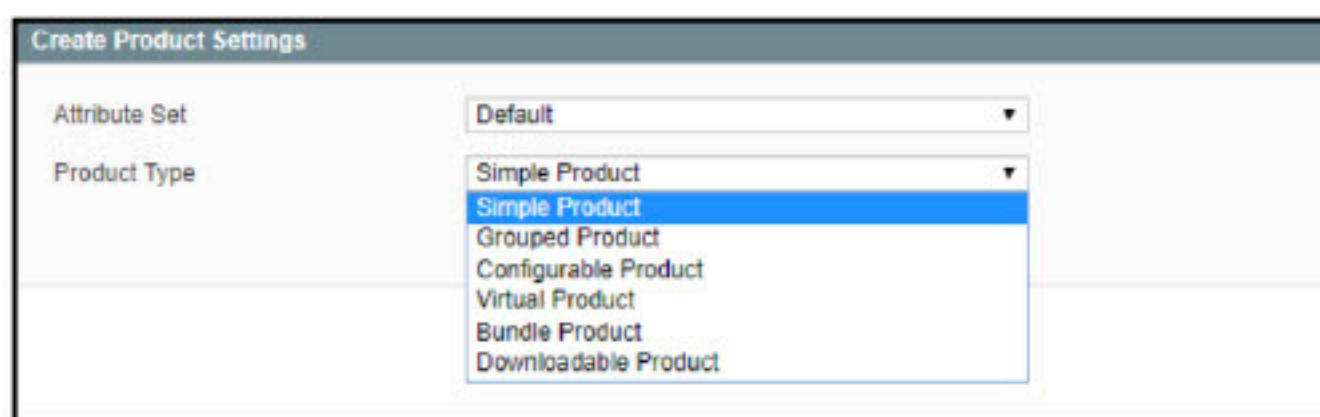 Create Product Settings
Attribute Set Default
Product Type Simple Product
Simple Product
Grouped Product
Configurable Product
Virtual Product
Bundle Product
Downloadable Product